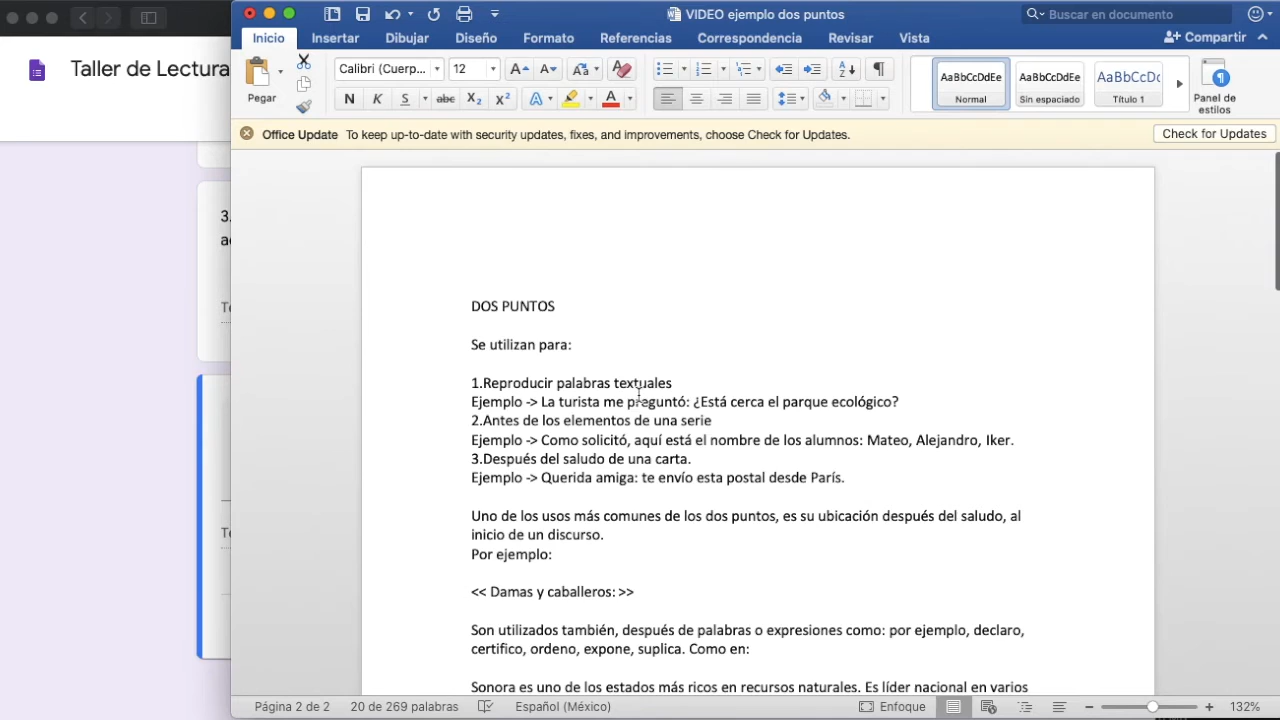 VIDEO ejemplo dos puntos
Buscar en documento
Inicio Insertar Dibujar Diseño Formato Referencias Correspondencia Revisar Vista Compartir
Taller de Lectura
Pegar
Calibri (Cuerp... 12
N K S abc X₂ X² A A
AaBbCcDdEe AaBbCcDdEe AaBbCcDc
Normal Sin espaciado Título 1
Panel de estilos
Office Update To keep up-to-date with security updates, fixes, and improvements, choose Check for Updates. Check for Updates
3.
DOS PUNTOS
Se utilizan para:
1.Reproducir palabras textuales
Ejemplo -> La turista me preguntó: ¿Está cerca el parque ecológico?
2.Antes de los elementos de una serie
Ejemplo -> Como solicitó, aquí está el nombre de los alumnos: Mateo, Alejandro, Iker.
3.Después del saludo de una carta.
Ejemplo -> Querida amiga: te envío esta postal desde París.
Uno de los usos más comunes de los dos puntos, es su ubicación después del saludo, al
inicio de un discurso.
Por ejemplo:
<< Damas y caballeros: >>
Son utilizados también, después de palabras o expresiones como: por ejemplo, declaro,
certifico, ordeno, expone, suplica. Como en:
Sonora es uno de los estados más ricos en recursos naturales. Es líder nacional en varios
Página 2 de 2 20 de 269 palabras Español (México) Enfoque 132%